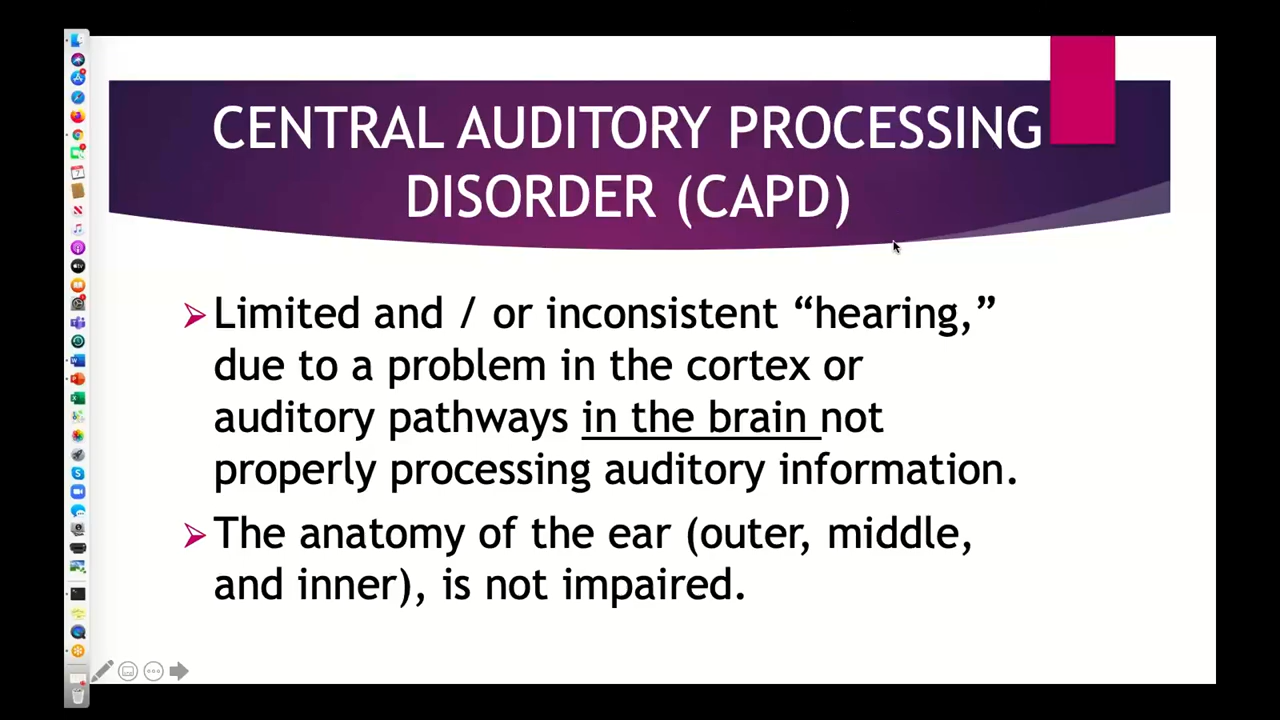 CENTRAL AUDITORY PROCESSING
DISORDER (CAPD)
Limited and / or inconsistent “hearing,”
due to a problem in the cortex or
auditory pathways in the brain not
properly processing auditory information.
The anatomy of the ear (outer, middle,
and inner), is not impaired.